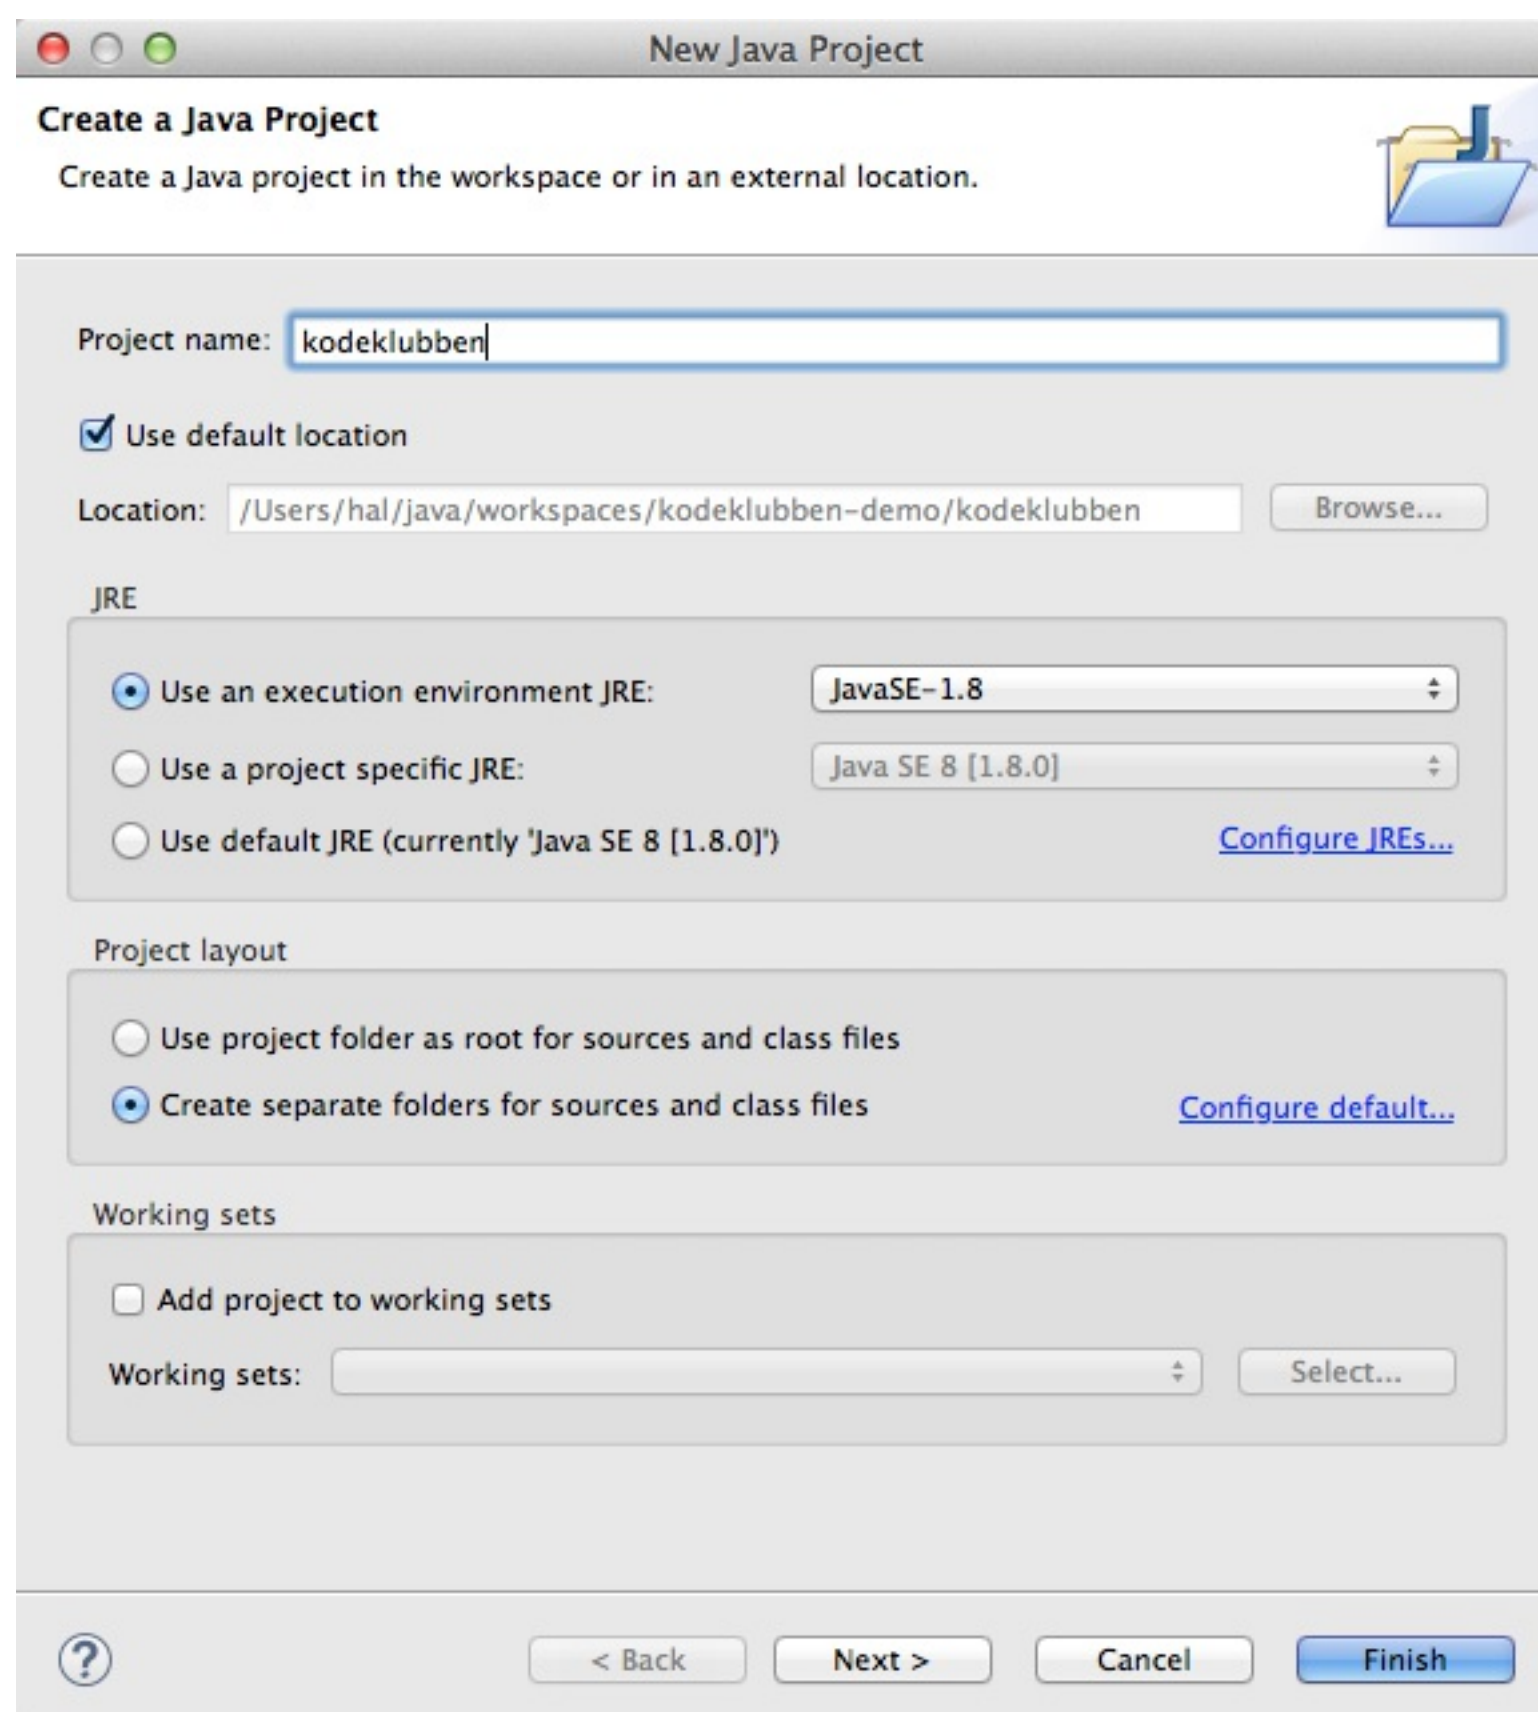 New Java Project
Create a Java Project
Create a Java project in the workspace or in an external location.
Project name: kodeklubben
Use default location
Location: /Users/hal/java/workspaces/kodeklubben-demo/kodeklubben Browse...
JRE
Use an execution environment JRE: JavaSE-1.8
Use a project specific JRE: Java SE 8 [1.8.0]
Use default JRE (currently 'Java SE 8 [1.8.0]') Configure JREs...
Project layout
Use project folder as root for sources and class files
Create separate folders for sources and class files Configure default...
Working sets
Add project to working sets
Working sets: Select...
? < Back Next > Cancel Finish